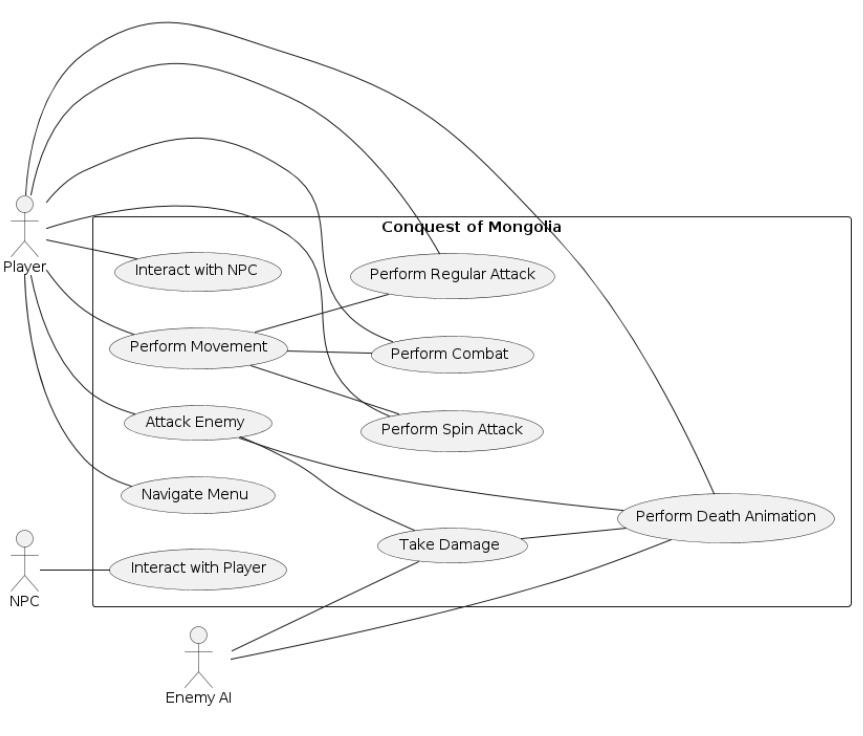 Conquest of Mongolia
Player
Interact with NPC
Perform Regular Attack
Perform Movement
Perform Combat
Attack Enemy
Perform Spin Attack
Navigate Menu
Perform Death Animation
Take Damage
Interact with Player
NPC
Enemy AI